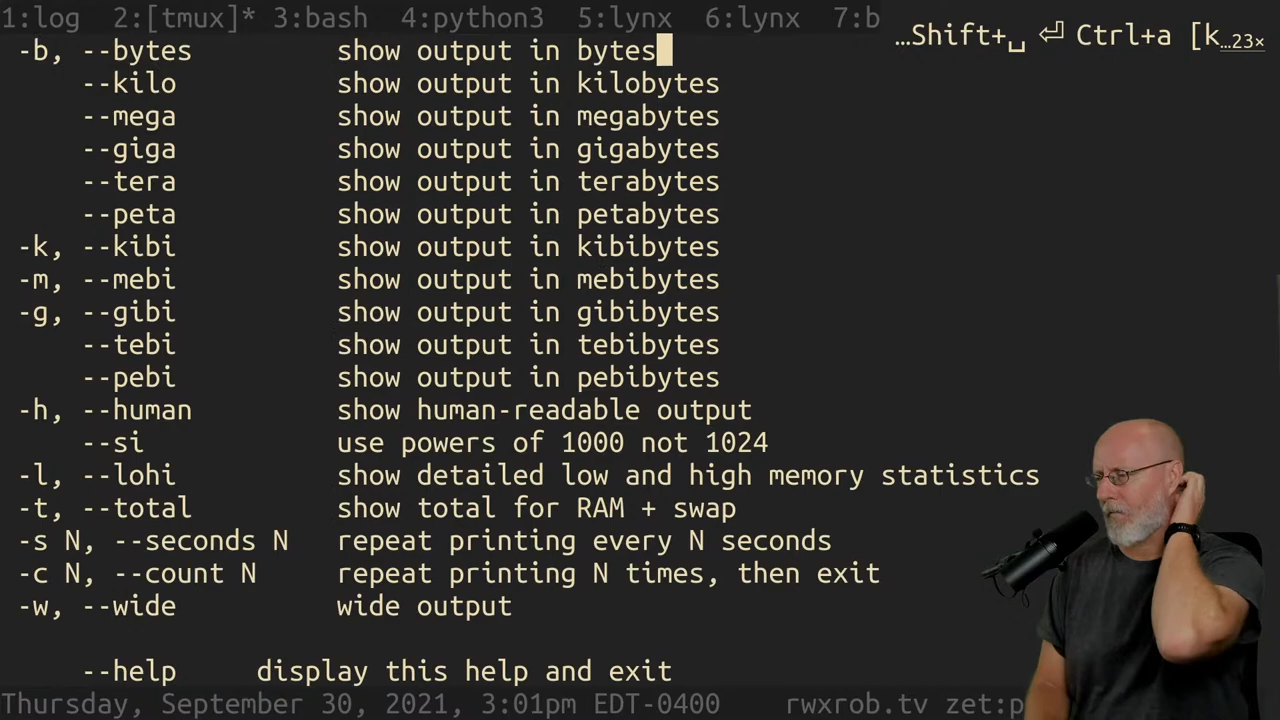 1:log 2:[tmux]* 3:bash 4:python3 5:lynx 6:lynx 7:b
…Shift+␣ ⏎ Ctrl+a [k…23×
-b, --bytes show output in bytes
--kilo show output in kilobytes
--mega show output in megabytes
--giga show output in gigabytes
--tera show output in terabytes
--peta show output in petabytes
-k, --kibi show output in kibibytes
-m, --mebi show output in mebibytes
-g, --gibi show output in gibibytes
--tebi show output in tebibytes
--pebi show output in pebibytes
-h, --human show human-readable output
--si use powers of 1000 not 1024
-l, --lohi show detailed low and high memory statistics
-t, --total show total for RAM + swap
-s N, --seconds N repeat printing every N seconds
-c N, --count N repeat printing N times, then exit
-w, --wide wide output
--help display this help and exit
Thursday, September 30, 2021, 3:01pm EDT-0400 rwxrob.tv zet:p